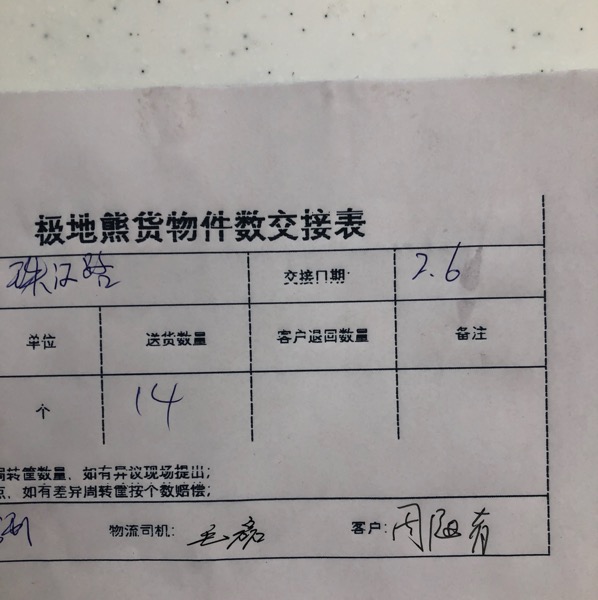 极地熊货物件数交接表
珠江路 交接日期: 2.6
单位 送货数量 客户退回数量 备注
个 14
周转筐数量、如有异议现场提出;
点, 如有差异周转筐按个数赔偿;
物流司机: 王磊 客户: 周